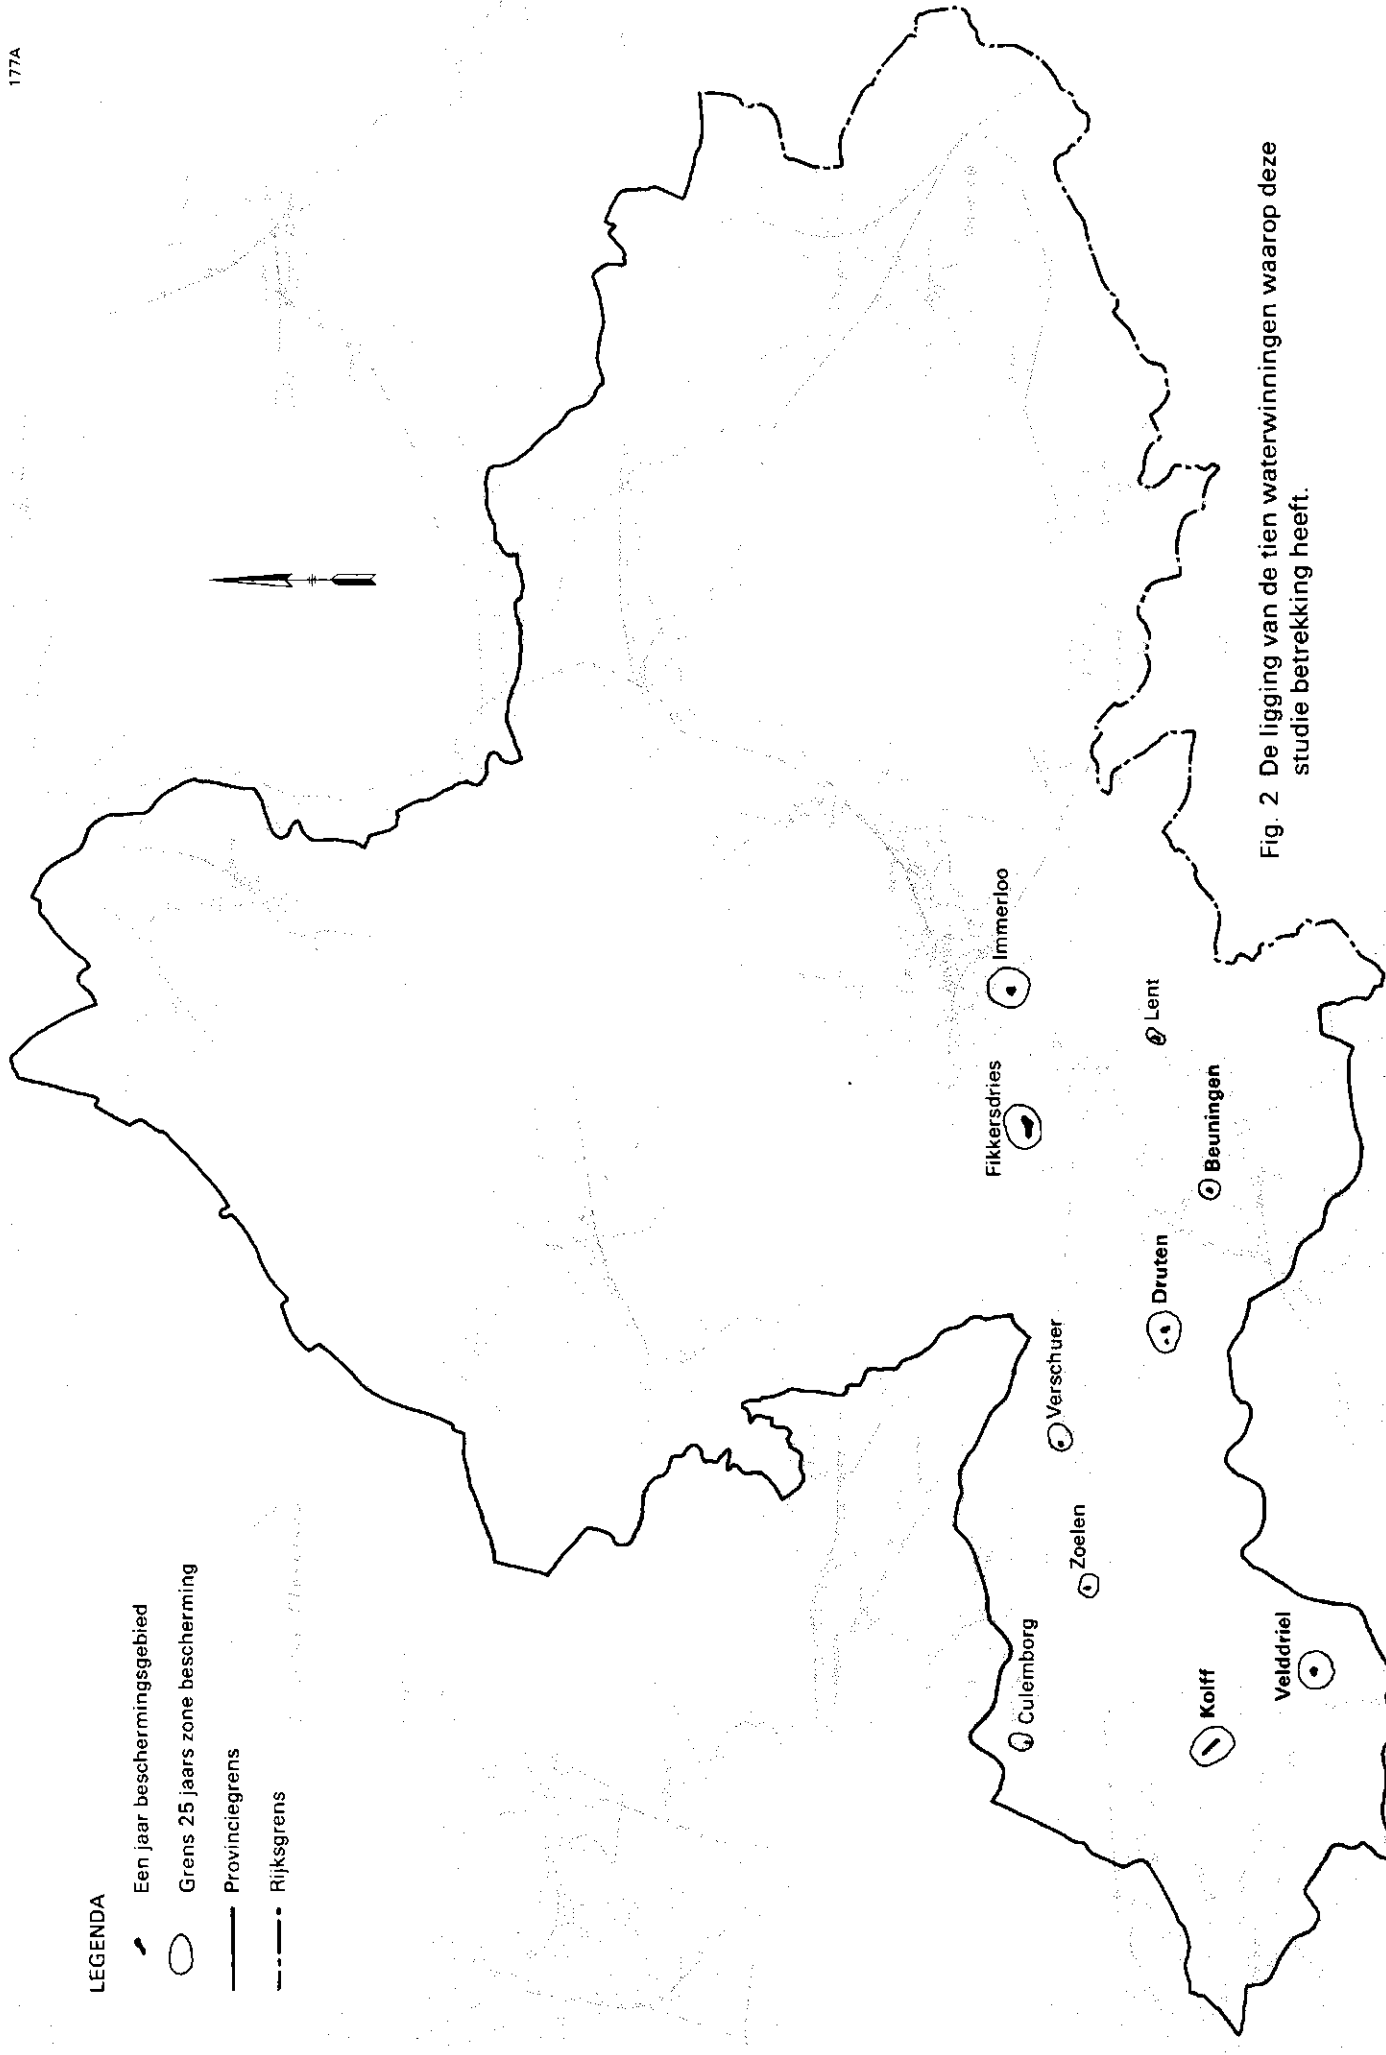 177A
LEGENDA
Een jaar beschermingsgebied
Grens 25 jaars zone bescherming
Provinciegrens
Rijksgrens
Immerloo
Fikkersdries
Lent
Beuningen
Druten
Verschuer
Zoelen
Culemborg
Kolff
Velddriel
Fig. 2 De ligging van de tien waterwinningen waarop deze
studie betrekking heeft.